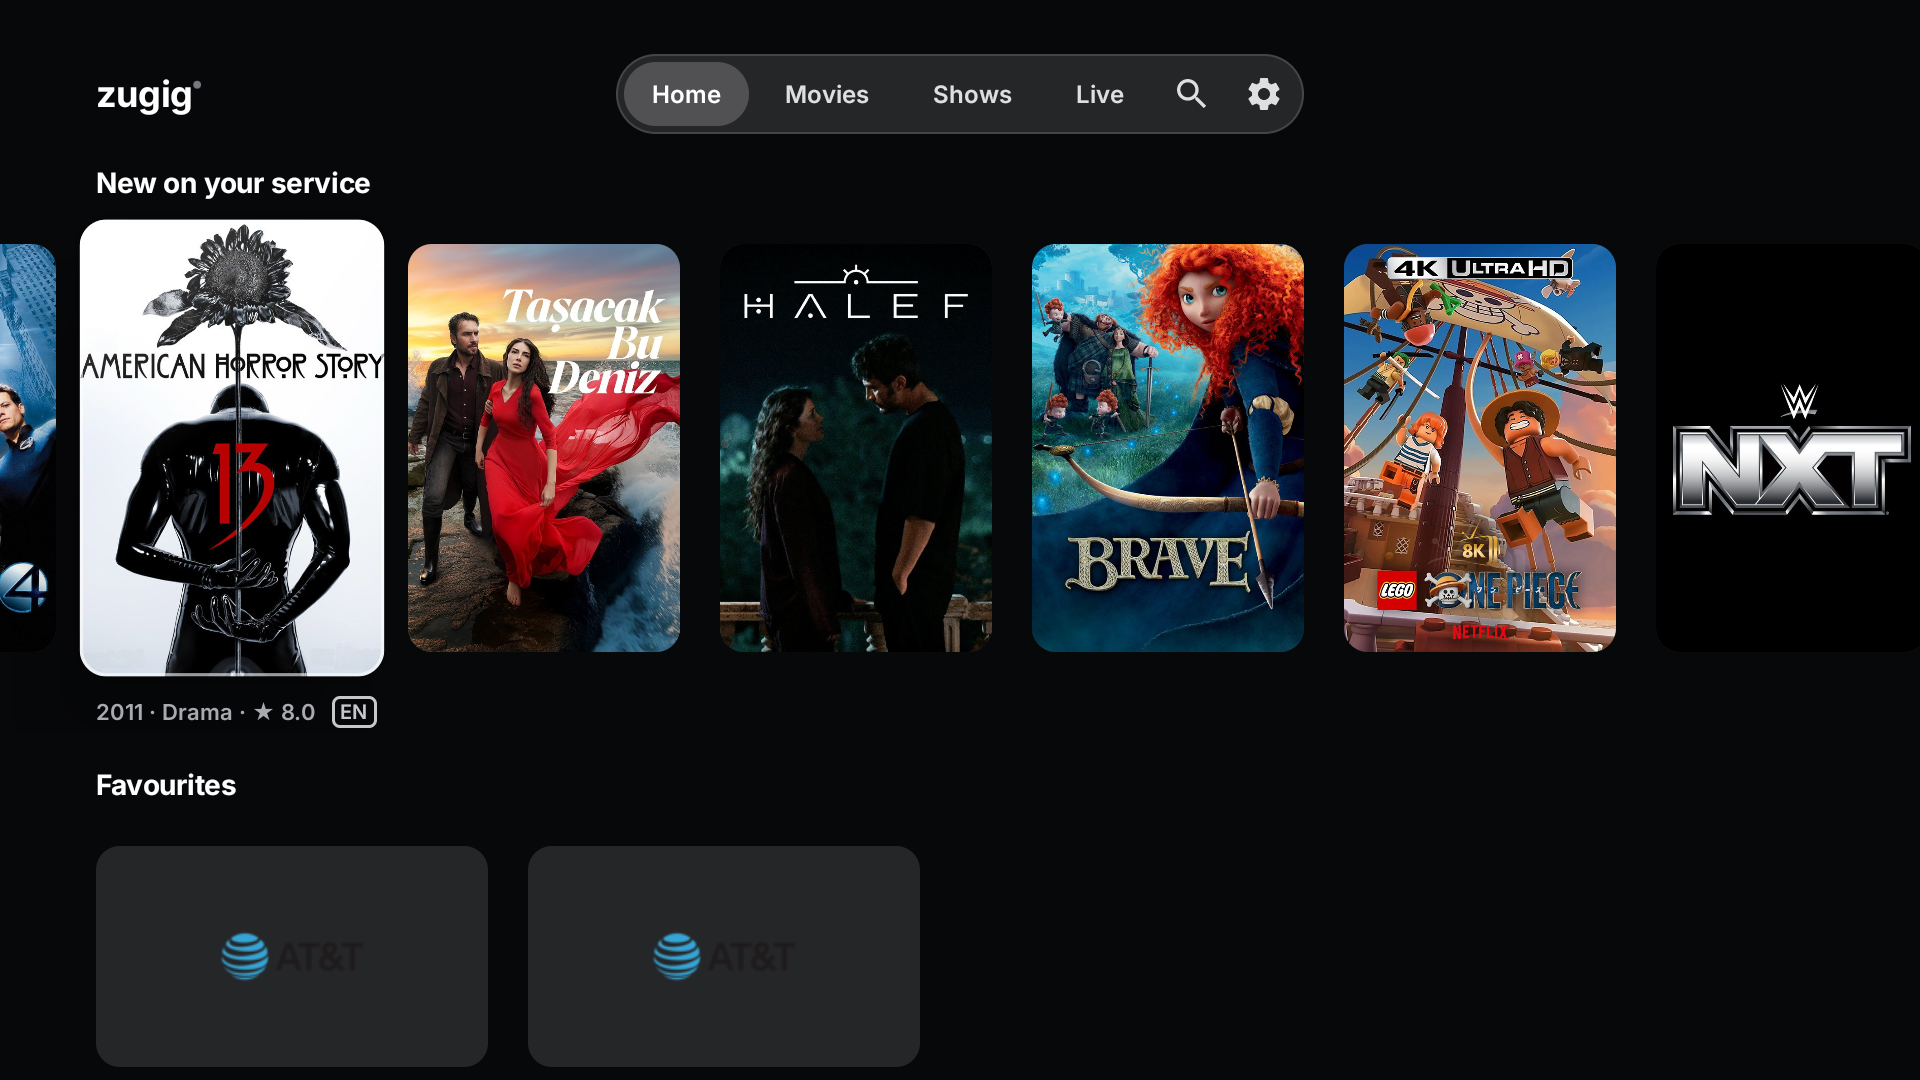 zugig
Home
Movies
Shows
Live
New on your service
4
AMERICAN HORROR STORY
13
Taşacak
Bu
Deniz
HALEF
BRAVE
4K ULTRA HD
8K
LEGO ONE PIECE
NETFLIX
W
NXT
2011 · Drama · ★ 8.0 EN
Favourites
AT&T
AT&T